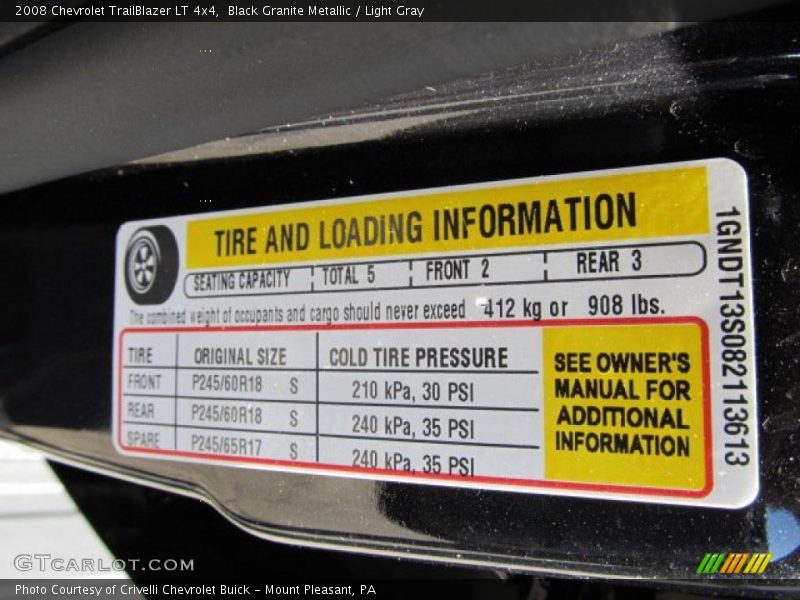 2008 Chevrolet TrailBlazer LT 4x4,  Black Granite Metallic / Light Gray
TIRE AND LOADING INFORMATION
SEATING CAPACITY | TOTAL 5 | FRONT 2 | REAR 3
The combined weight of occupants and cargo should never exceed 412 kg or 908 lbs.
TIRE ORIGINAL SIZE COLD TIRE PRESSURE
FRONT P245/60R18 S 210 kPa, 30 PSI
REAR P245/60R18 S 240 kPa, 35 PSI
SPARE P245/65R17 S 240 kPa, 35 PSI
SEE OWNER'S
MANUAL FOR
ADDITIONAL
INFORMATION
1GNDT13S082113613
GTCARLOT.COM
Photo Courtesy of Crivelli Chevrolet Buick - Mount Pleasant, PA